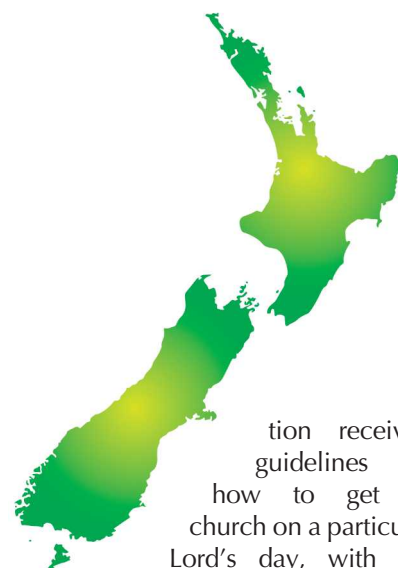 tion receiv
guidelines
how to get
church on a particu
Lord's day, with